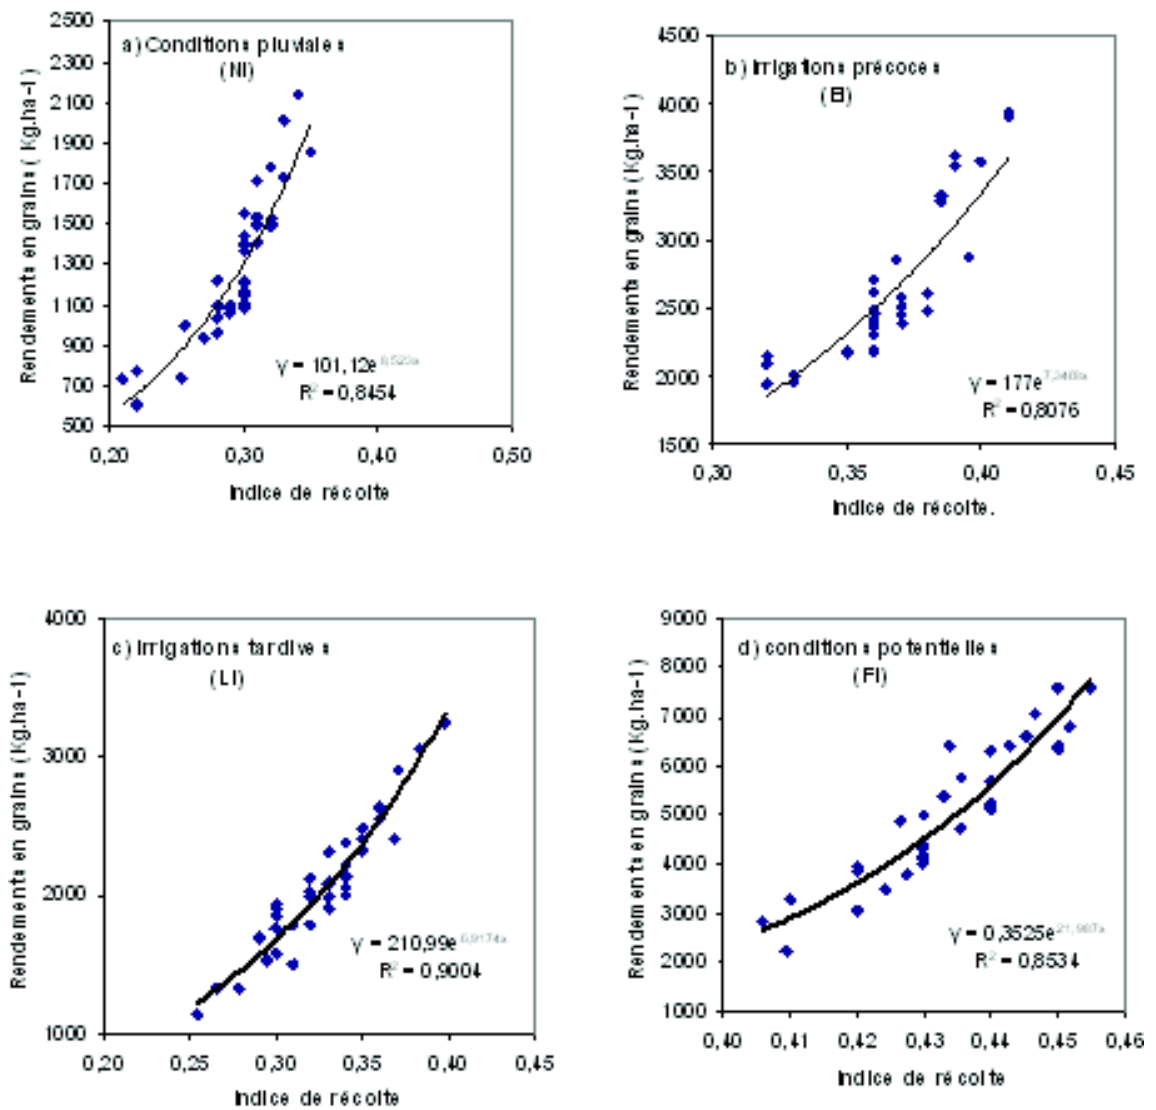 a) Conditions pluviales
(NI)
Rendements en grains (Kg.ha-1)
2500
2300
2100
1900
1700
1500
1300
1100
900
700
500
y = 101,12e^8,523x
R² = 0,8454
0,20 0,30 0,40 0,50
Indice de récolte
b) Irrigations précoces
(EI)
Rendements en grains (Kg.ha-1)
4500
4000
3500
3000
2500
2000
1500
y = 177e
R² = 0,8076
0,30 0,35 0,40 0,45
Indice de récolte.
c) Irrigations tardives
(LI)
Rendements en grains (Kg.ha-1)
4000
3000
2000
1000
y = 210,99e^6,9174x
R² = 0,9004
0,20 0,25 0,30 0,35 0,40 0,45
Indice de récolte
d) conditions potentielles
(FI)
Rendements en grains (Kg.ha-1)
9000
8000
7000
6000
5000
4000
3000
2000
1000
y = 0,3525e^21,987x
R² = 0,8534
0,40 0,41 0,42 0,43 0,44 0,45 0,46
Indice de récolte